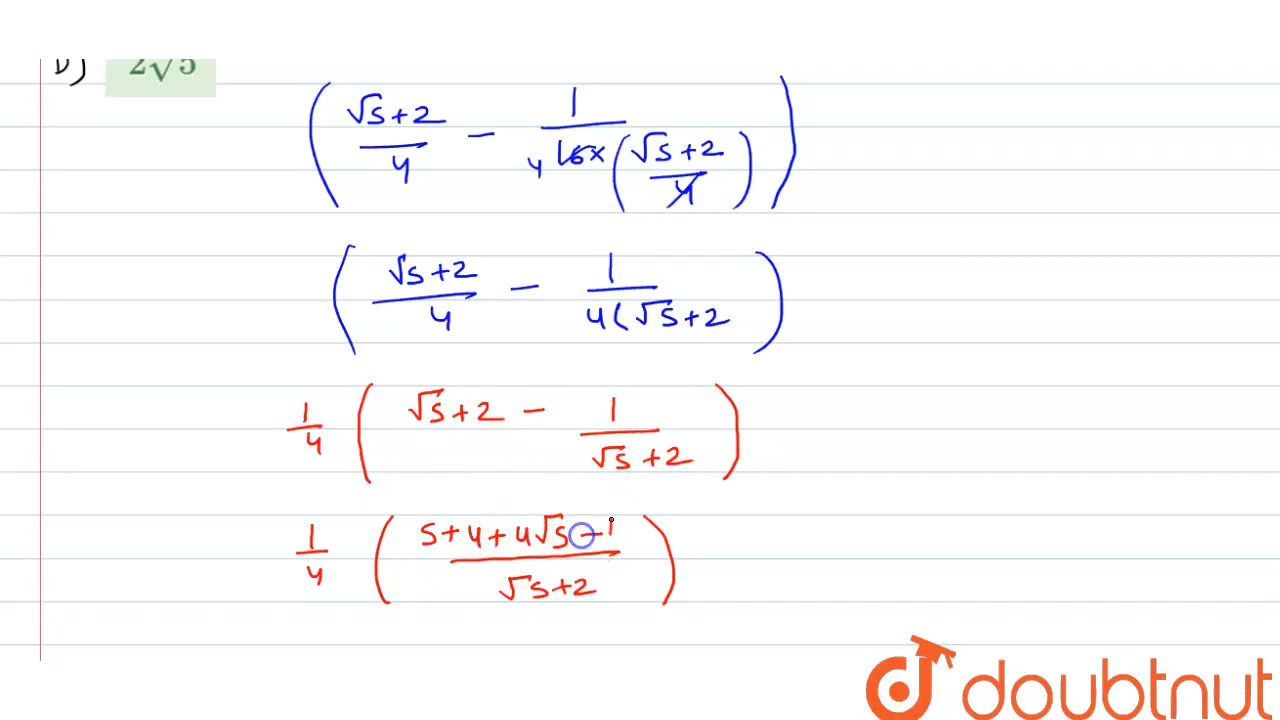 D) 2√5
( (√5+2)/4 - 1/(4 16× ((√5+2)/4)) )
( (√5+2)/4 - 1/(4(√5+2) )
1/4 ( √5+2 - 1/(√5+2) )
1/4 ( (5+4+4√5-1)/(√5+2) )
doubtnut